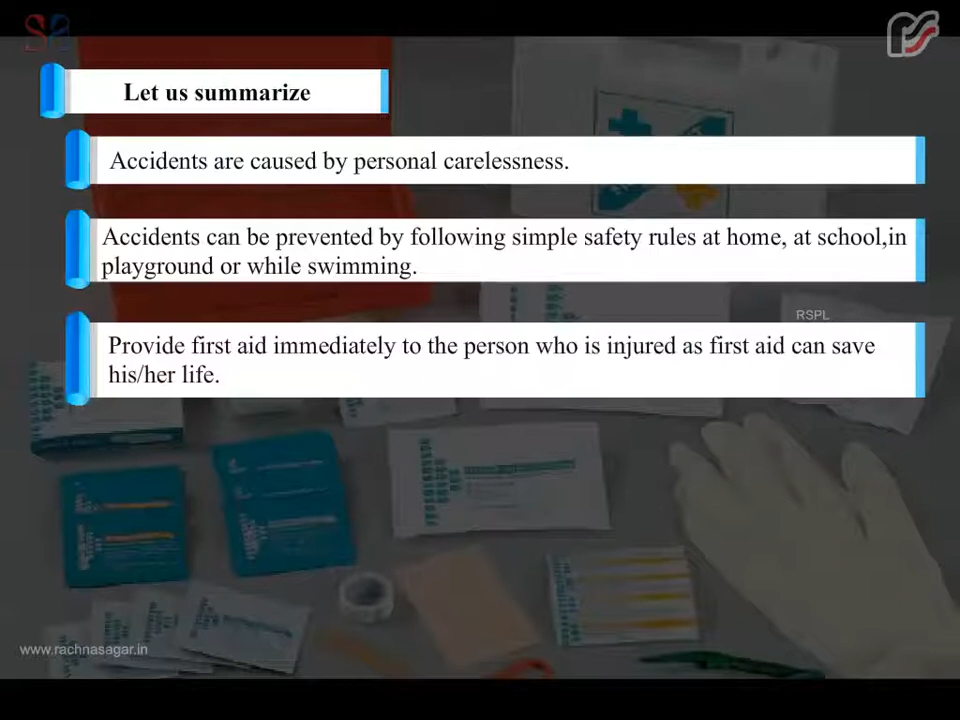 Let us summarize
Accidents are caused by personal carelessness.
Accidents can be prevented by following simple safety rules at home, at school,in
playground or while swimming.
RSPL
Provide first aid immediately to the person who is injured as first aid can save
his/her life.
www.rachnasagar.in